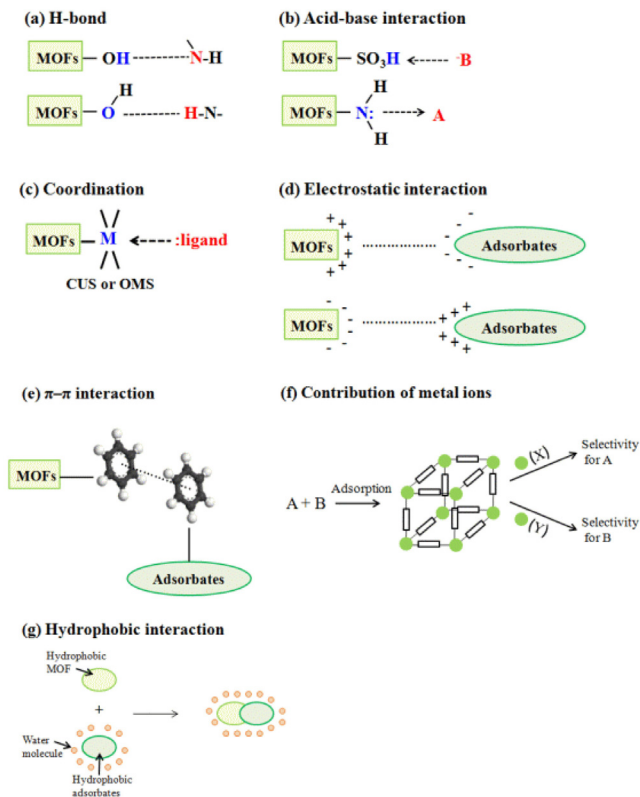 (a) H-bond
MOFs OH N-H
MOFs O H H-N-
(b) Acid-base interaction
MOFs SO3H -B
MOFs N: H H A
(c) Coordination
MOFs M :ligand
CUS or OMS
(d) Electrostatic interaction
MOFs + + + + + + - - - - - Adsorbates
MOFs - - - - - + + + + + + Adsorbates
(e) π–π interaction
MOFs
Adsorbates
(f) Contribution of metal ions
A + B
Adsorption
(X)
Selectivity
for A
(Y)
Selectivity
for B
(g) Hydrophobic interaction
Hydrophobic
MOF
+
Water
molecule
Hydrophobic
adsorbates